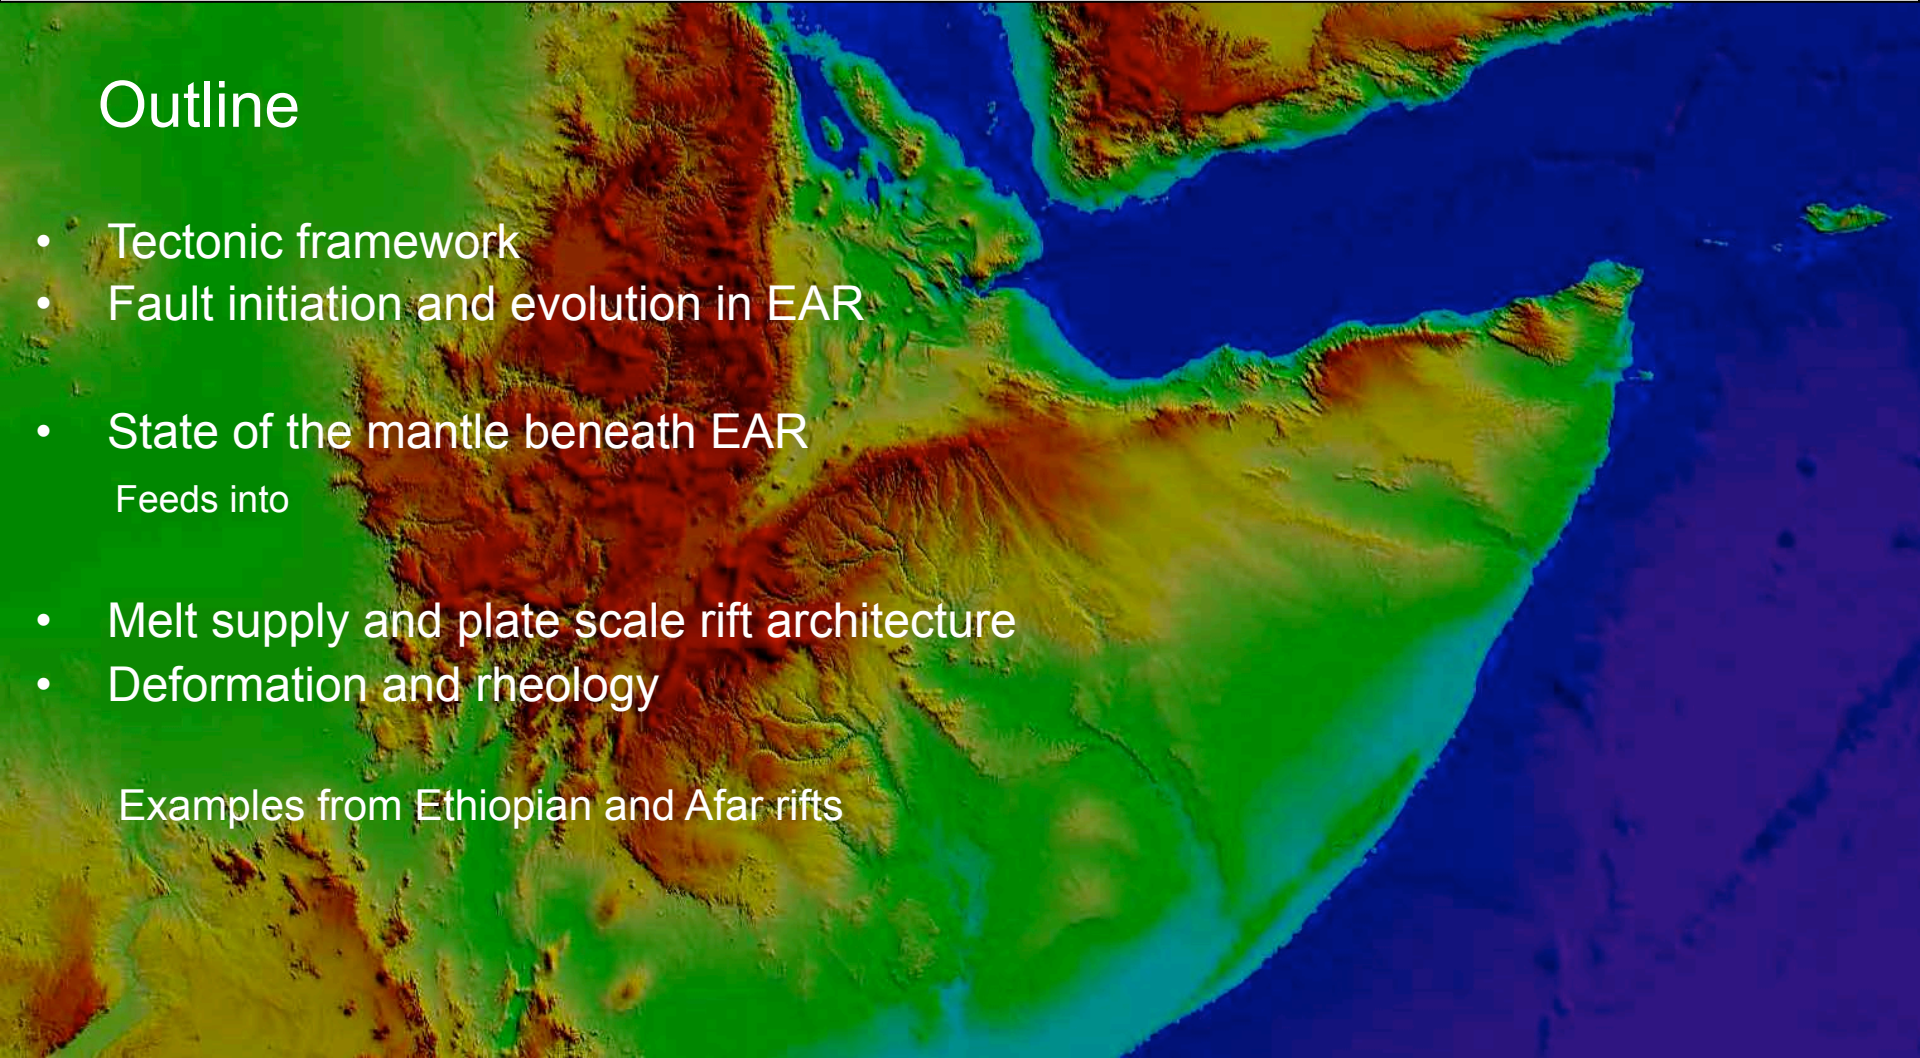 Outline
• Tectonic framework
• Fault initiation and evolution in EAR
• State of the mantle beneath EAR
Feeds into
• Melt supply and plate scale rift architecture
• Deformation and rheology
Examples from Ethiopian and Afar rifts